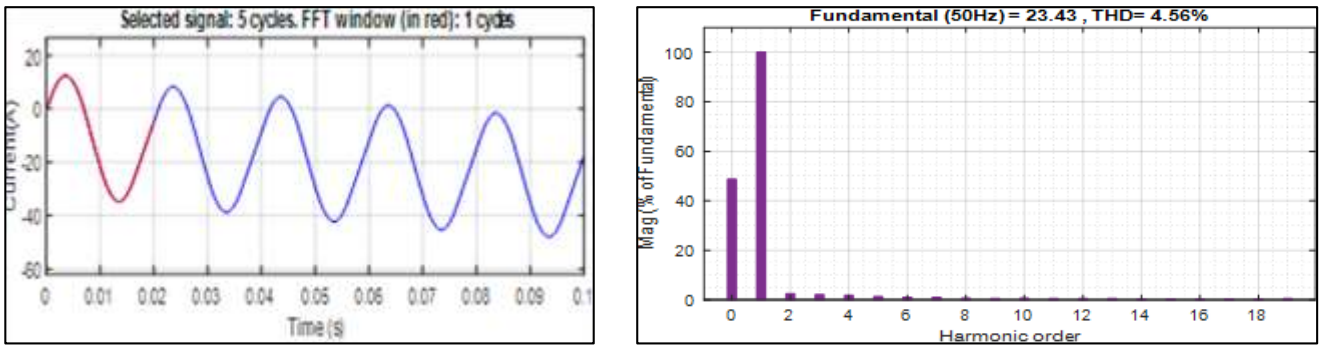 Selected signal: 5 cycles. FFT window (in red): 1 cycles
20
0
-20
-40
-60
Current(A)
0 0.01 0.02 0.03 0.04 0.05 0.06 0.07 0.08 0.09 0.1
Time (s)
Fundamental (50Hz) = 23.43 , THD= 4.56%
100
80
60
40
20
0
Mag (% of Fundamental)
0 2 4 6 8 10 12 14 16 18
Harmonic order